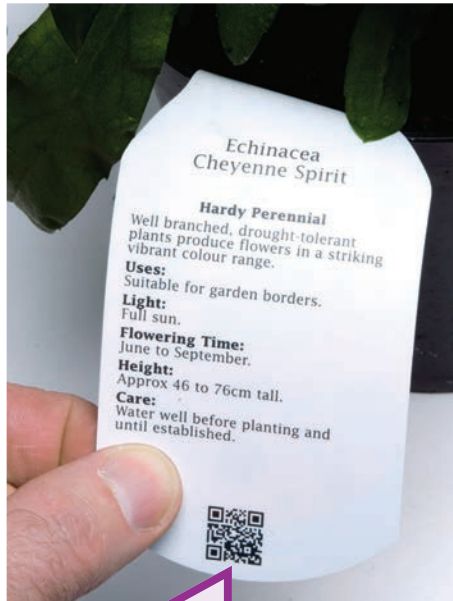 Echinacea
Cheyenne Spirit
Hardy Perennial
Well branched, drought-tolerant
plants produce flowers in a striking
vibrant colour range.
Uses:
Suitable for garden borders.
Light:
Full sun.
Flowering Time:
June to September.
Height:
Approx 46 to 76cm tall.
Care:
Water well before planting and
until established.